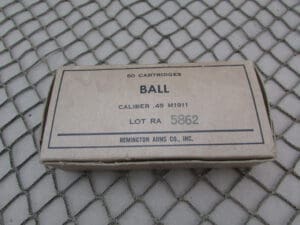 50 CARTRIDGES
BALL
CALIBER .45 M1911
LOT RA 5862
REMINGTON ARMS CO., INC.